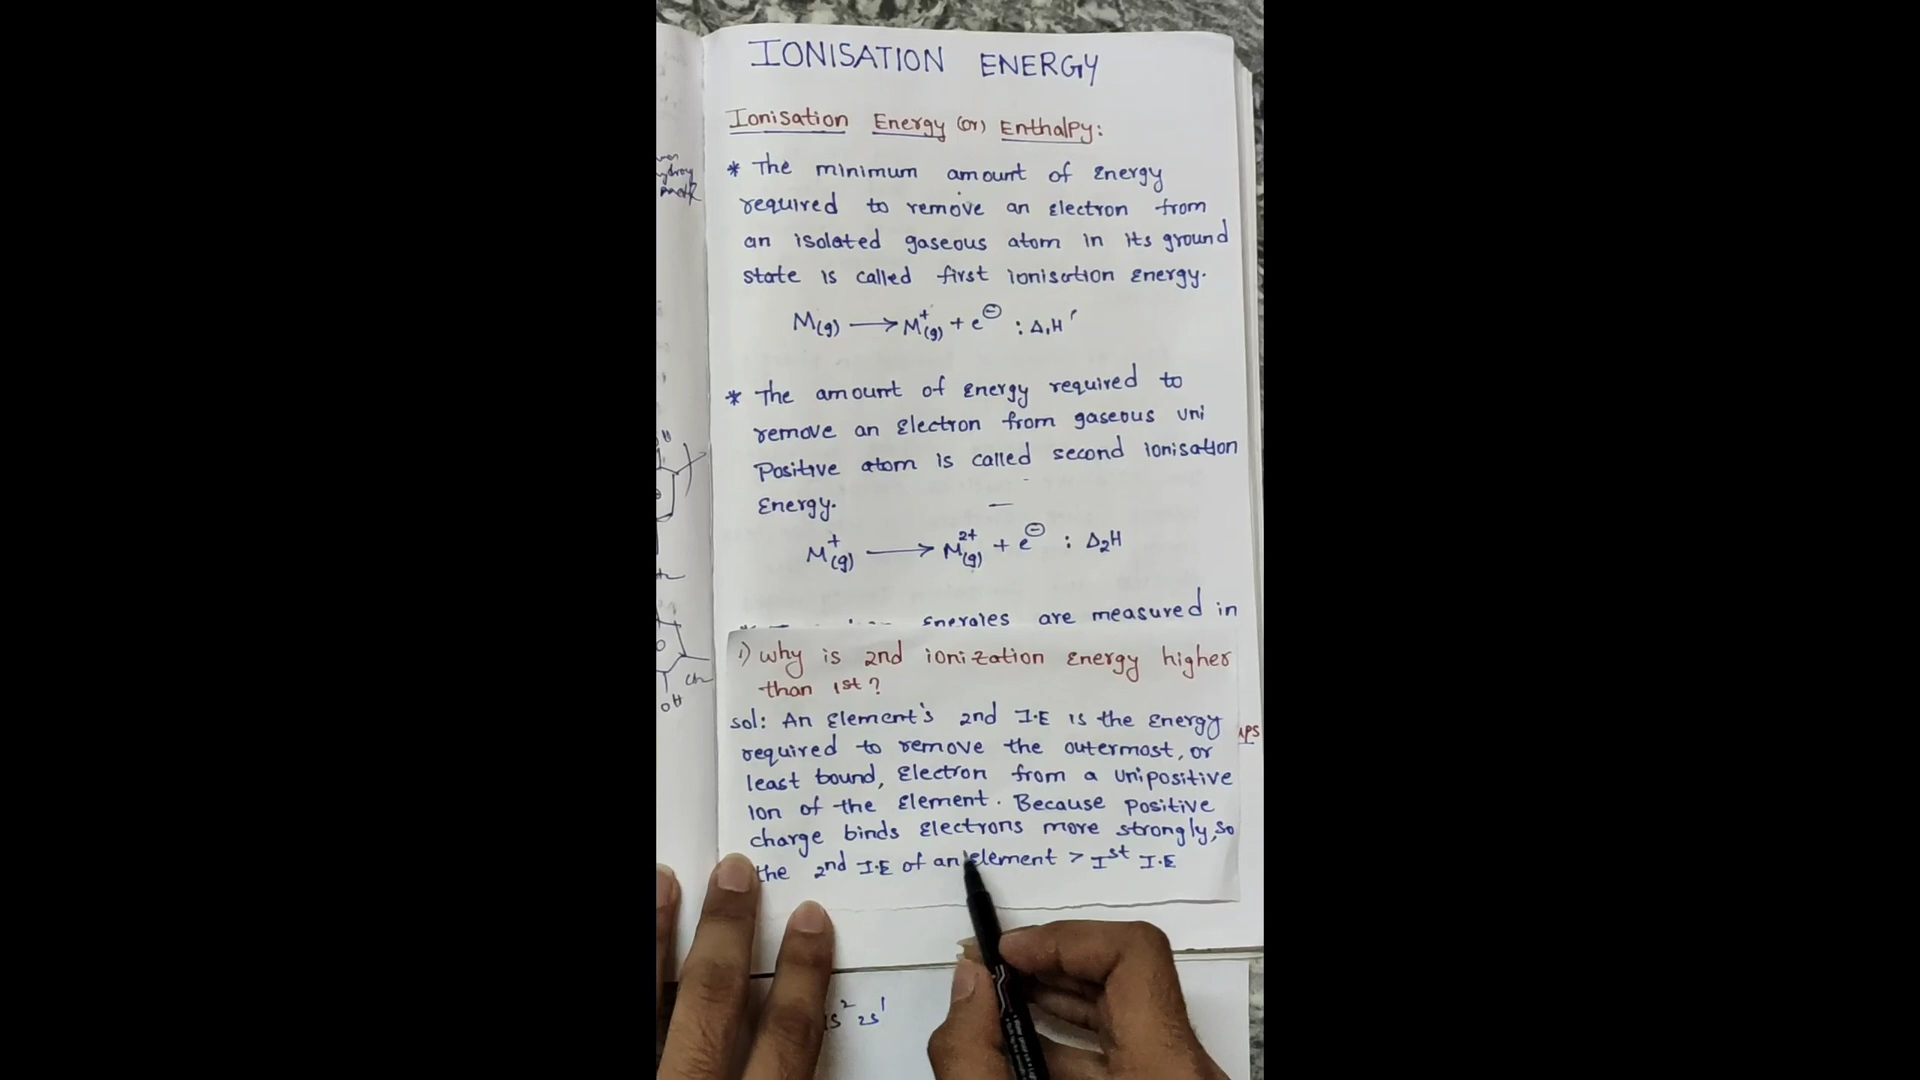 IONISATION ENERGY
Ionisation Energy (or) Enthalpy:
* The minimum amount of Energy
required to remove an Electron from
an isolated gaseous atom in its ground
state is called first ionisation Energy.
M(g) ⟶ M⁺(g) + e⊖ : Δ₁H
* The amount of Energy required to
remove an Electron from gaseous uni
Positive atom is called second ionisation
Energy.
M⁺(g) ⟶ M²⁺(g) + e⊖ : Δ₂H
Energies are measured in
1) Why is 2nd ionization Energy higher
than 1st?
Sol: An Element's 2nd I.E is the Energy
required to remove the outermost, or
least bound, Electron from a unipositive
ion of the Element. Because positive
charge binds Electrons more strongly, so
the 2nd I.E of an Element > Ist I.E
2s¹
OH